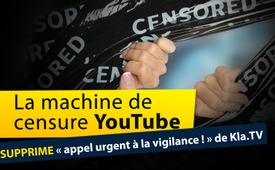 CENSORED
CENSORED
La machine de
censure YouTube
SUPPRIME « appel urgent à la vigilance ! » de Kla.TV